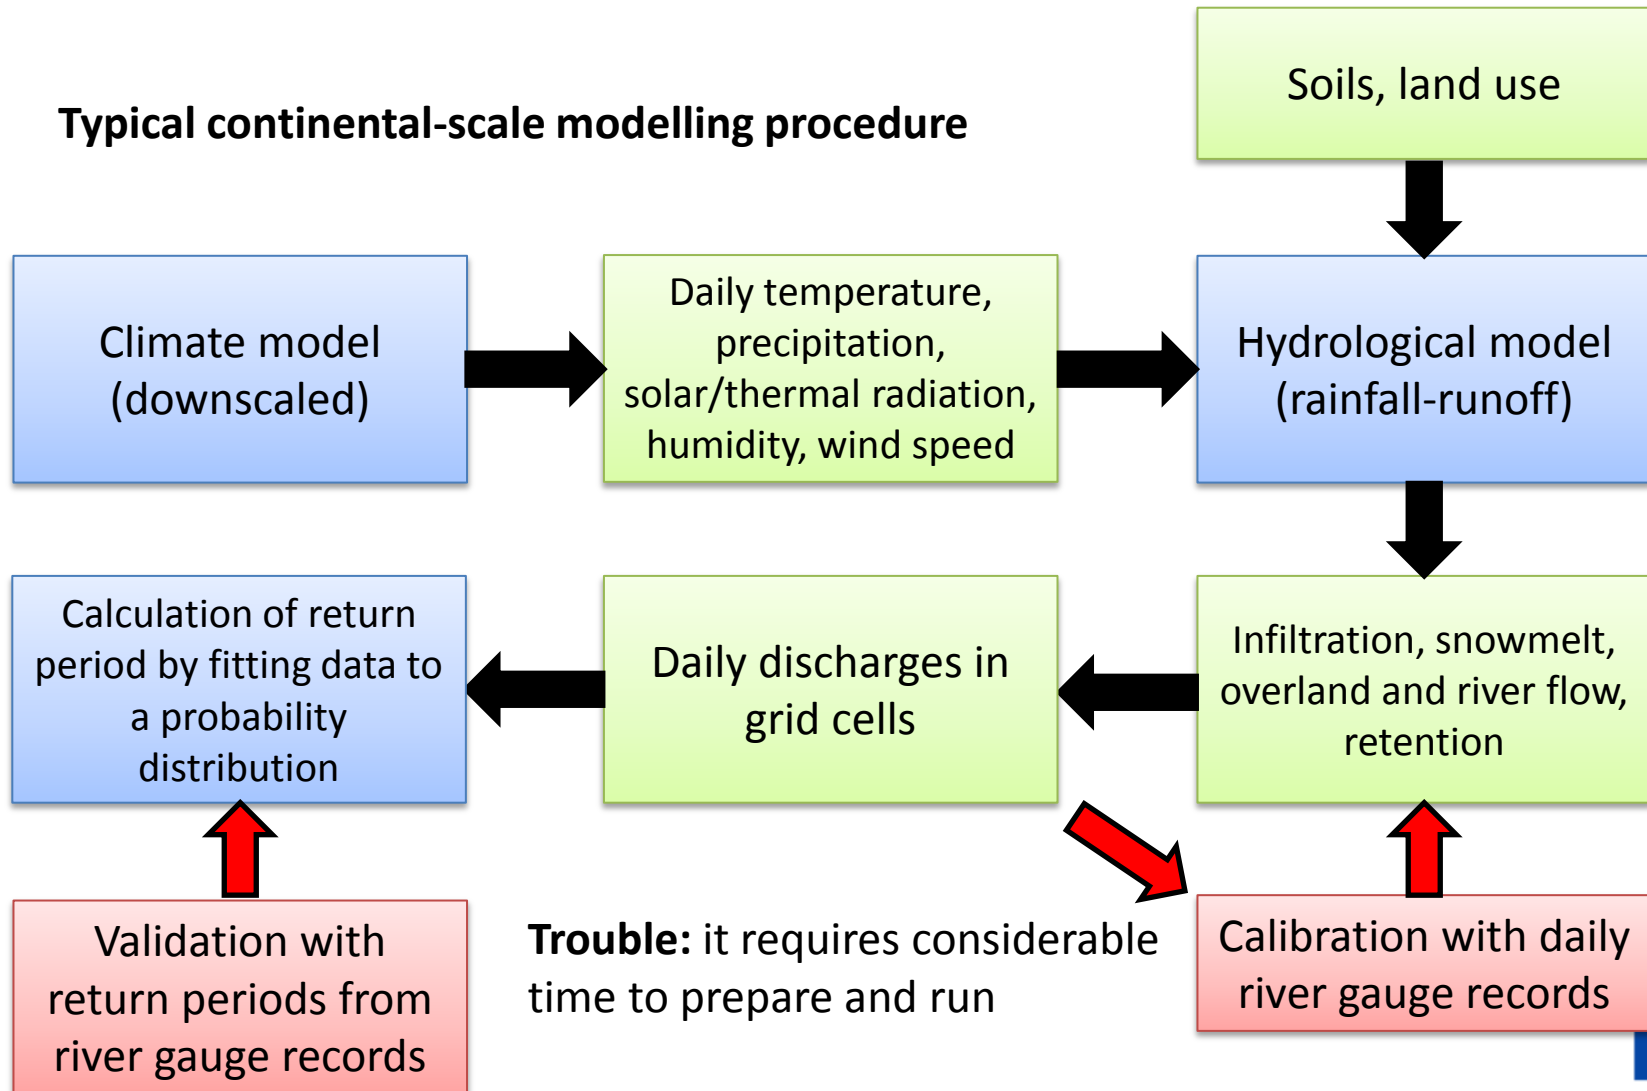 Soils, land use
Typical continental-scale modelling procedure
Climate model
(downscaled)
Daily temperature,
precipitation,
solar/thermal radiation,
humidity, wind speed
Hydrological model
(rainfall-runoff)
Calculation of return
period by fitting data to
a probability
distribution
Daily discharges in
grid cells
Infiltration, snowmelt,
overland and river flow,
retention
Validation with
return periods from
river gauge records
Trouble: it requires considerable
time to prepare and run
Calibration with daily
river gauge records